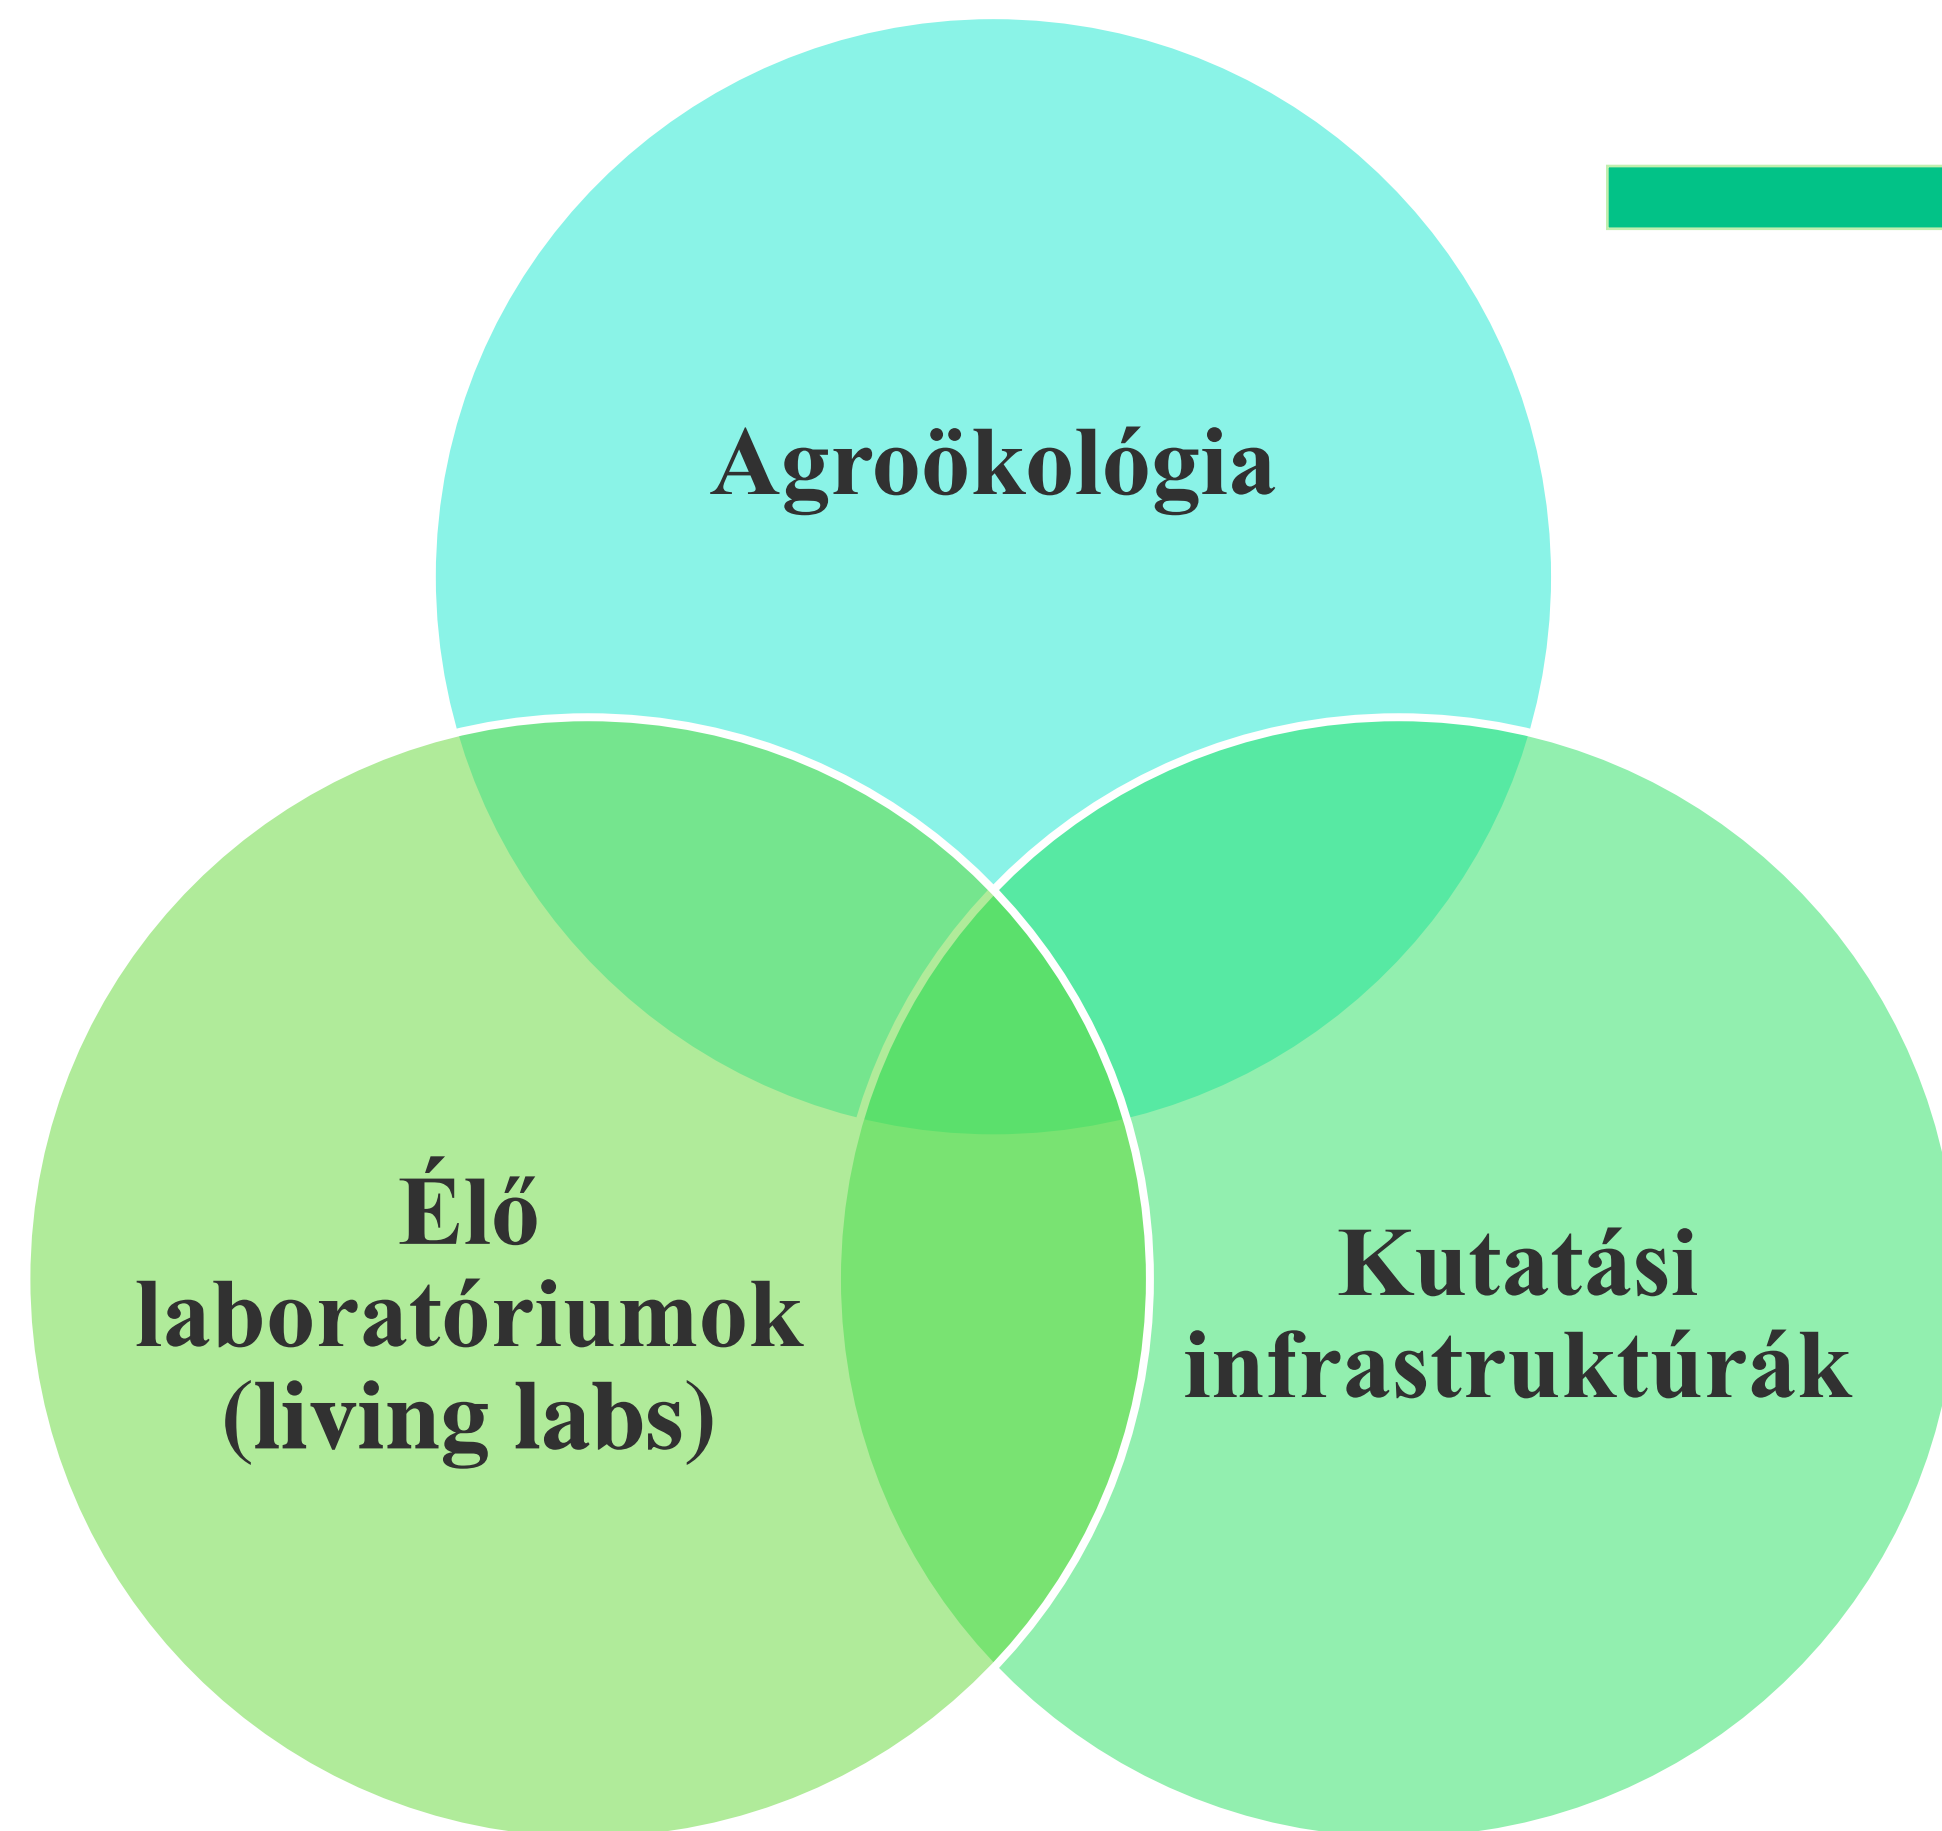 Agroökológia
Élő
laboratóriumok
(living labs)
Kutatási
infrastruktúrák